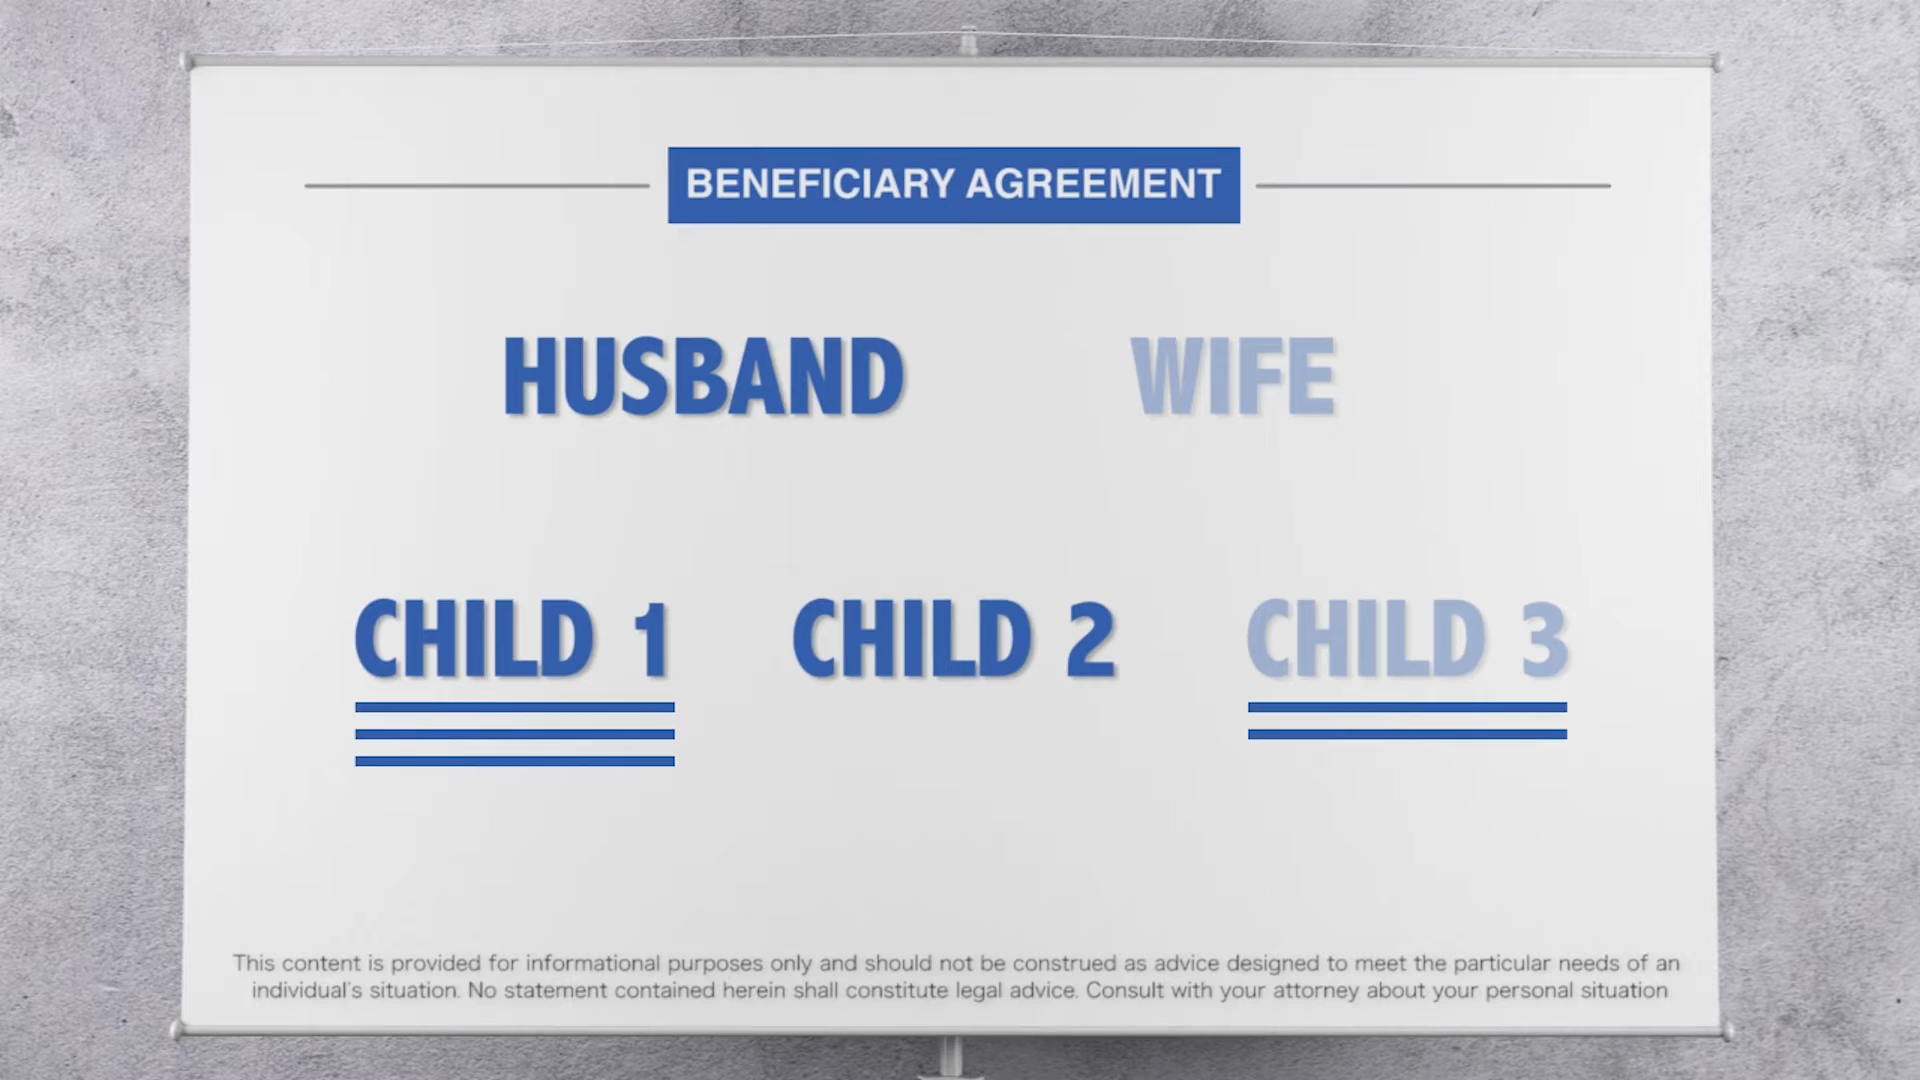 BENEFICIARY AGREEMENT
HUSBAND WIFE
CHILD 1 CHILD 2 CHILD 3
This content is provided for informational purposes only and should not be construed as advice designed to meet the particular needs of an
individual's situation. No statement contained herein shall constitute legal advice. Consult with your attorney about your personal situation